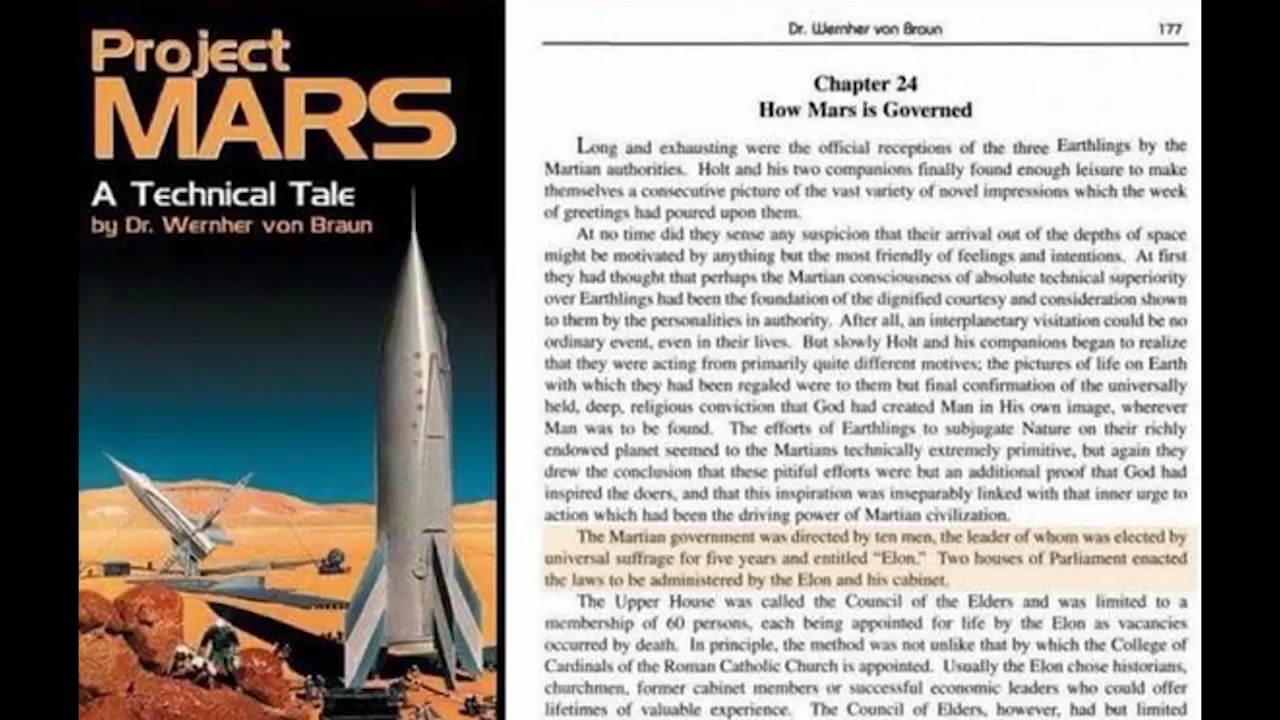 Project
MARS
A Technical Tale
by Dr. Wernher von Braun
Dr. Wernher von Braun 177
Chapter 24
How Mars is Governed
Long and exhausting were the official receptions of the three Earthlings by the
Martian authorities. Holt and his two companions finally found enough leisure to make
themselves a consecutive picture of the vast variety of novel impressions which the week
of greetings had poured upon them.
At no time did they sense any suspicion that their arrival out of the depths of space
might be motivated by anything but the most friendly of feelings and intentions. At first
they had thought that perhaps the Martian consciousness of absolute technical superiority
over Earthlings had been the foundation of the dignified courtesy and consideration shown
to them by the personalities in authority. After all, an interplanetary visitation could be no
ordinary event, even in their lives. But slowly Holt and his companions began to realize
that they were acting from primarily quite different motives; the pictures of life on Earth
with which they had been regaled were to them but final confirmation of the universally
held, deep, religious conviction that God had created Man in His own image, wherever
Man was to be found. The efforts of Earthlings to subjugate Nature on their richly
endowed planet seemed to the Martians technically extremely primitive, but again they
drew the conclusion that these pitiful efforts were but an additional proof that God had
inspired the doers, and that this inspiration was inseparably linked with that inner urge to
action which had been the driving power of Martian civilization.
The Martian government was directed by ten men, the leader of whom was elected by
universal suffrage for five years and entitled "Elon." Two houses of Parliament enacted
the laws to be administered by the Elon and his cabinet.
The Upper House was called the Council of the Elders and was limited to a
membership of 60 persons, each being appointed for life by the Elon as vacancies
occurred by death. In principle, the method was not unlike that by which the College of
Cardinals of the Roman Catholic Church is appointed. Usually the Elon chose historians,
churchmen, former cabinet members or successful economic leaders who could offer
lifetimes of valuable experience. The Council of Elders, however, had but limited